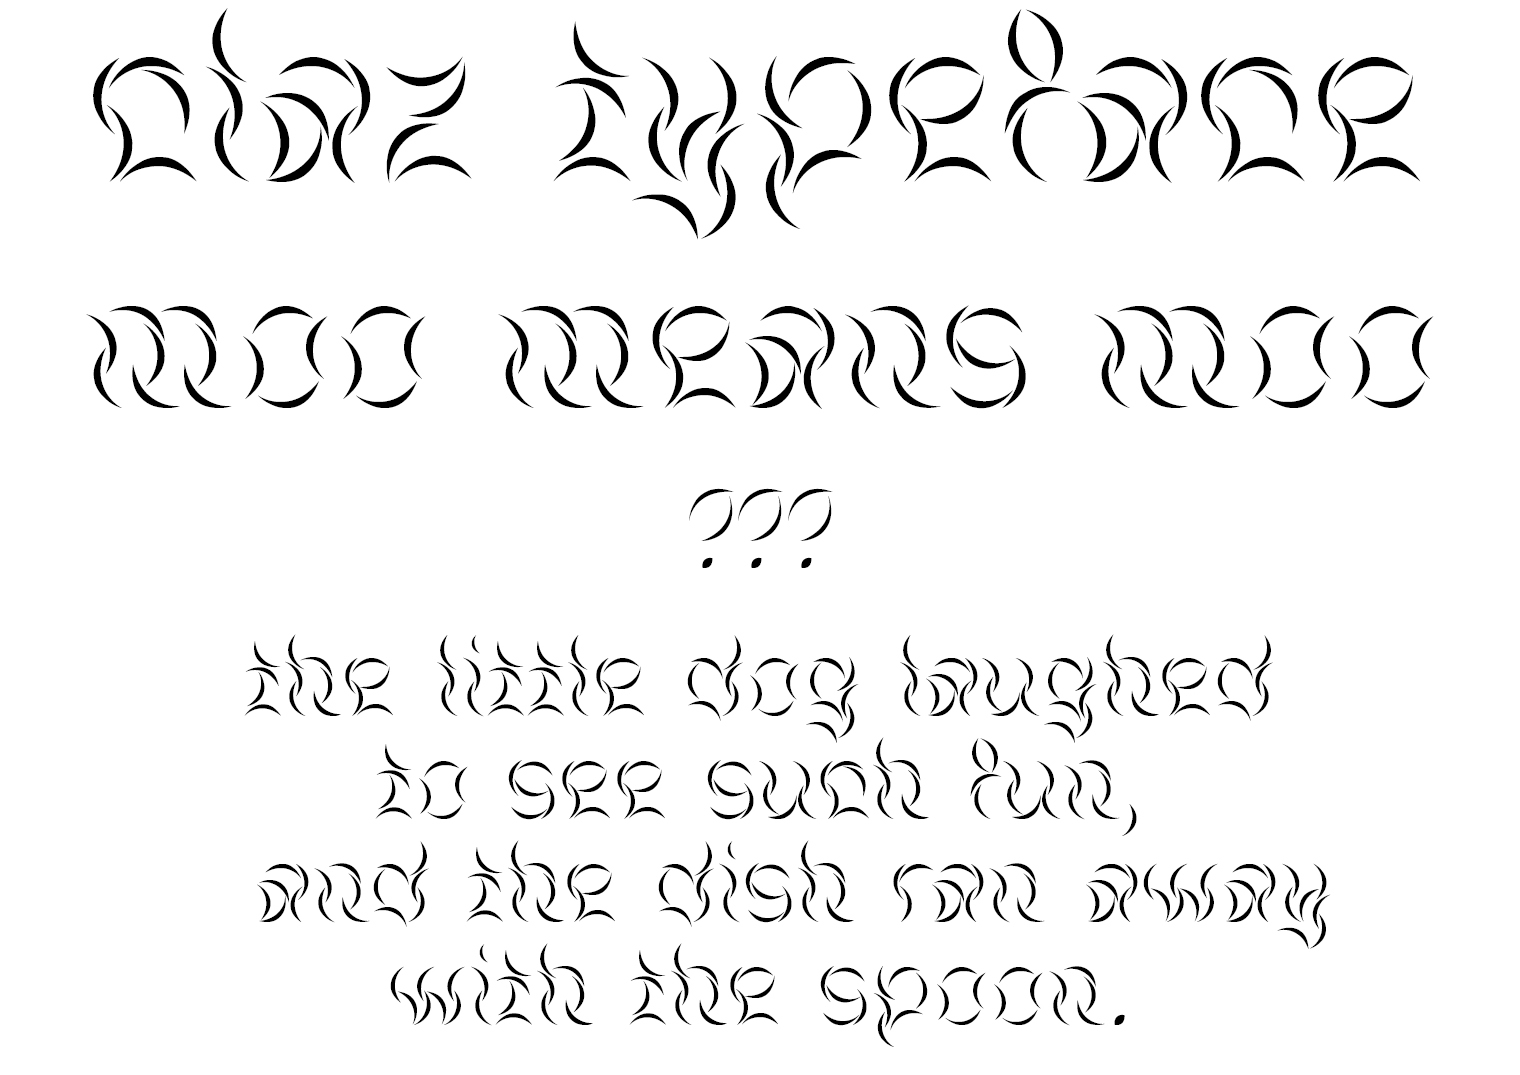 claz typeface
moo means moo
???
the little dog laughed
to see such fun,
and the dish ran away
with the spoon.